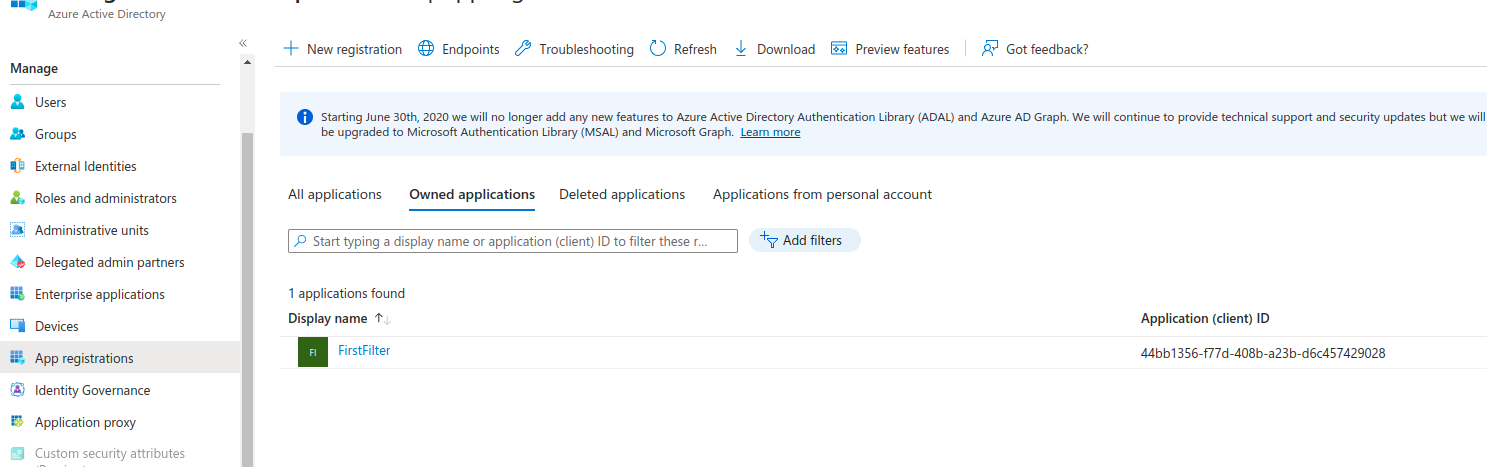 Azure Active Directory
«
New registration Endpoints Troubleshooting Refresh Download Preview features Got feedback?
Manage
Users
Groups
External Identities
Roles and administrators
Administrative units
Delegated admin partners
Enterprise applications
Devices
App registrations
Identity Governance
Application proxy
Custom security attributes
Starting June 30th, 2020 we will no longer add any new features to Azure Active Directory Authentication Library (ADAL) and Azure AD Graph. We will continue to provide technical support and security updates but we will
be upgraded to Microsoft Authentication Library (MSAL) and Microsoft Graph. Learn more
All applications Owned applications Deleted applications Applications from personal account
Start typing a display name or application (client) ID to filter these r... Add filters
1 applications found
Display name ↑↓ Application (client) ID
FI FirstFilter 44bb1356-f77d-408b-a23b-d6c457429028